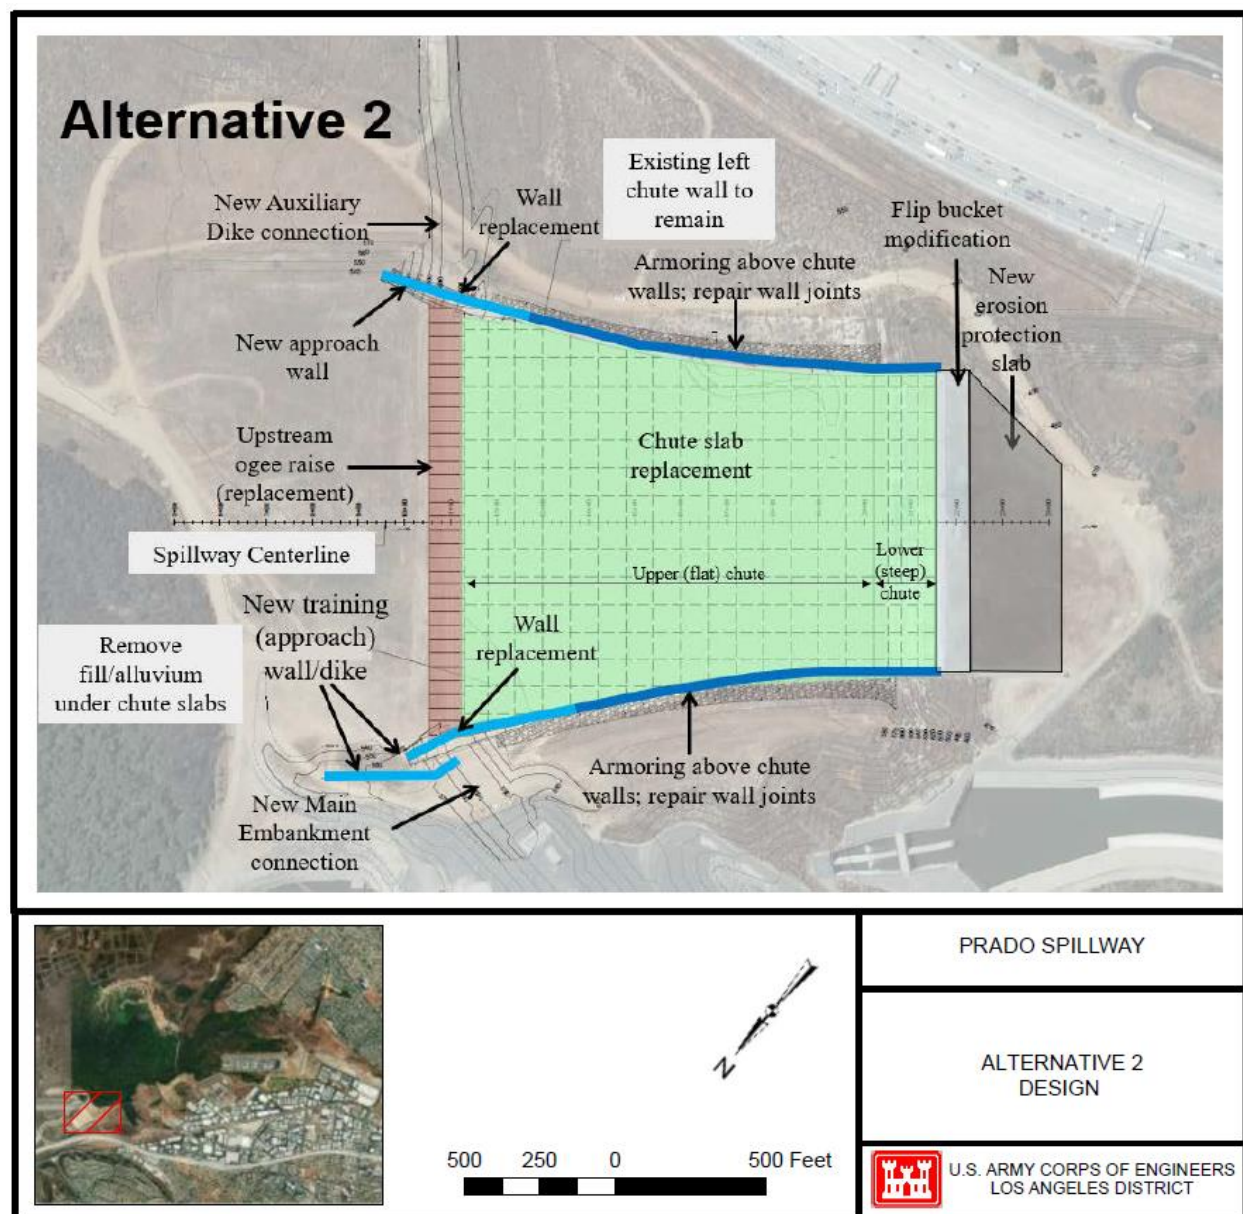 Alternative 2
Existing left
chute wall to
remain
New Auxiliary
Dike connection
Wall
replacement
Flip bucket
modification
Armoring above chute
walls; repair wall joints
New
erosion
protection
slab
New approach
wall
Upstream
ogee raise
(replacement)
Chute slab
replacement
Spillway Centerline
Upper (flat) chute
Lower
(steep)
chute
New training
(approach)
wall/dike
Wall
replacement
Remove
fill/alluvium
under chute slabs
Armoring above chute
walls; repair wall joints
New Main
Embankment
connection
N
500 250 0 500 Feet
PRADO SPILLWAY
ALTERNATIVE 2
DESIGN
U.S. ARMY CORPS OF ENGINEERS
LOS ANGELES DISTRICT